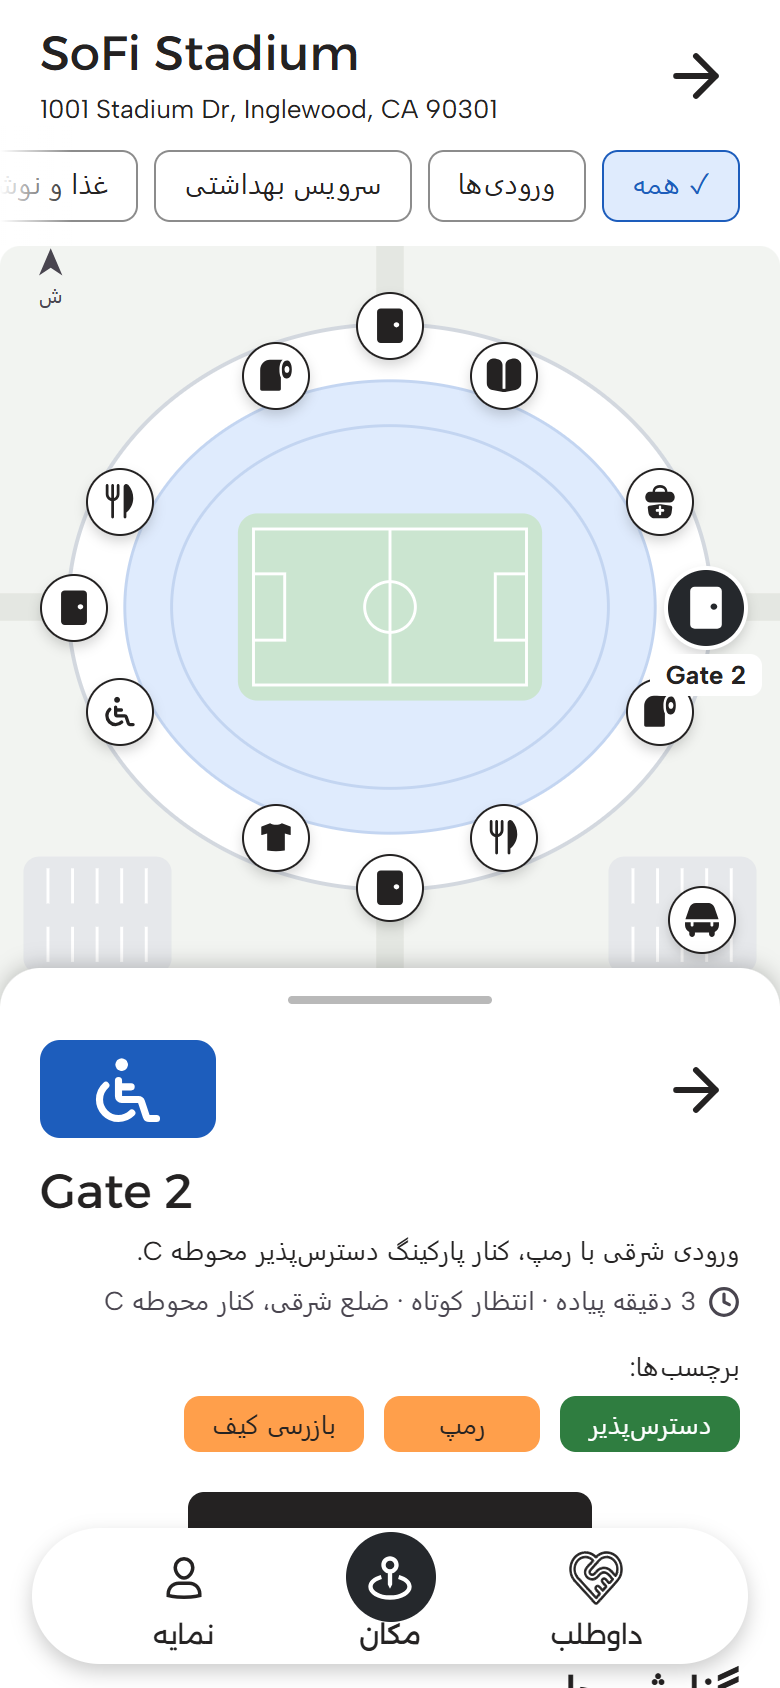 SoFi Stadium
1001 Stadium Dr, Inglewood, CA 90301
✓ همه
ورودی‌ها
سرویس بهداشتی
غذا و
ش
Gate 2
Gate 2
ورودی شرقی با رمپ، کنار پارکینگ دسترس‌پذیر محوطه C.
3 دقیقه پیاده · انتظار کوتاه · ضلع شرقی، کنار محوطه C
برچسب‌ها:
دسترس‌پذیر
رمپ
بازرسی کیف
داوطلب
مکان
نمایه